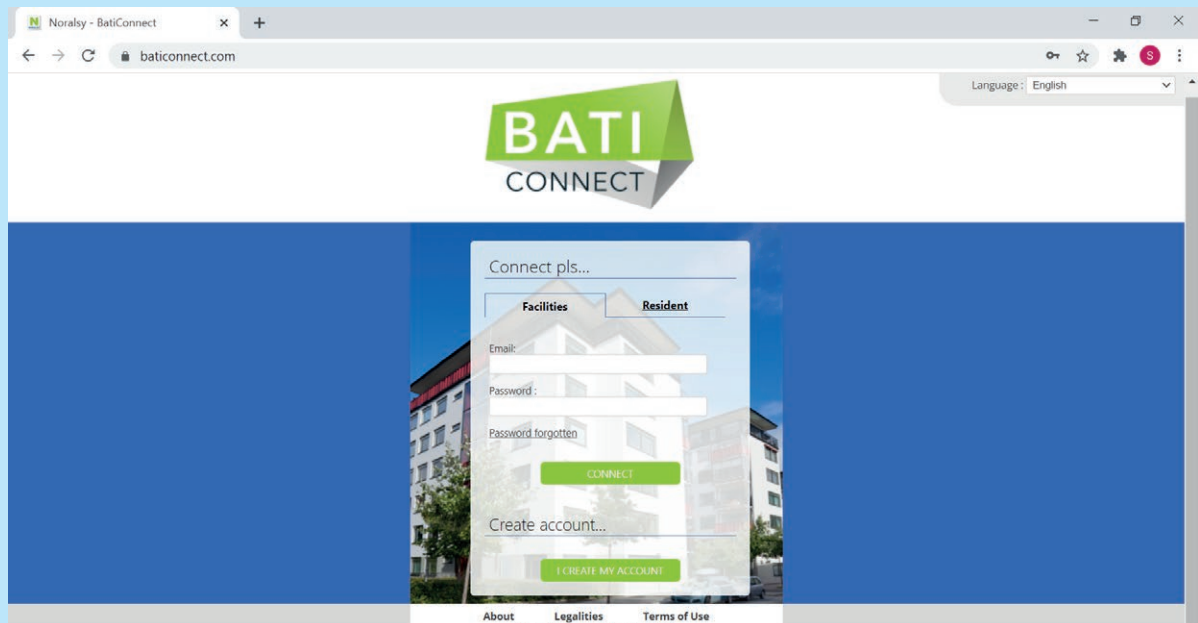 Noralsy - BatiConnect
baticonnect.com
S
Language : English
BATI
CONNECT
Connect pls...
Facilities Resident
Email:
Password :
Password forgotten
CONNECT
Create account...
I CREATE MY ACCOUNT
About Legalities Terms of Use